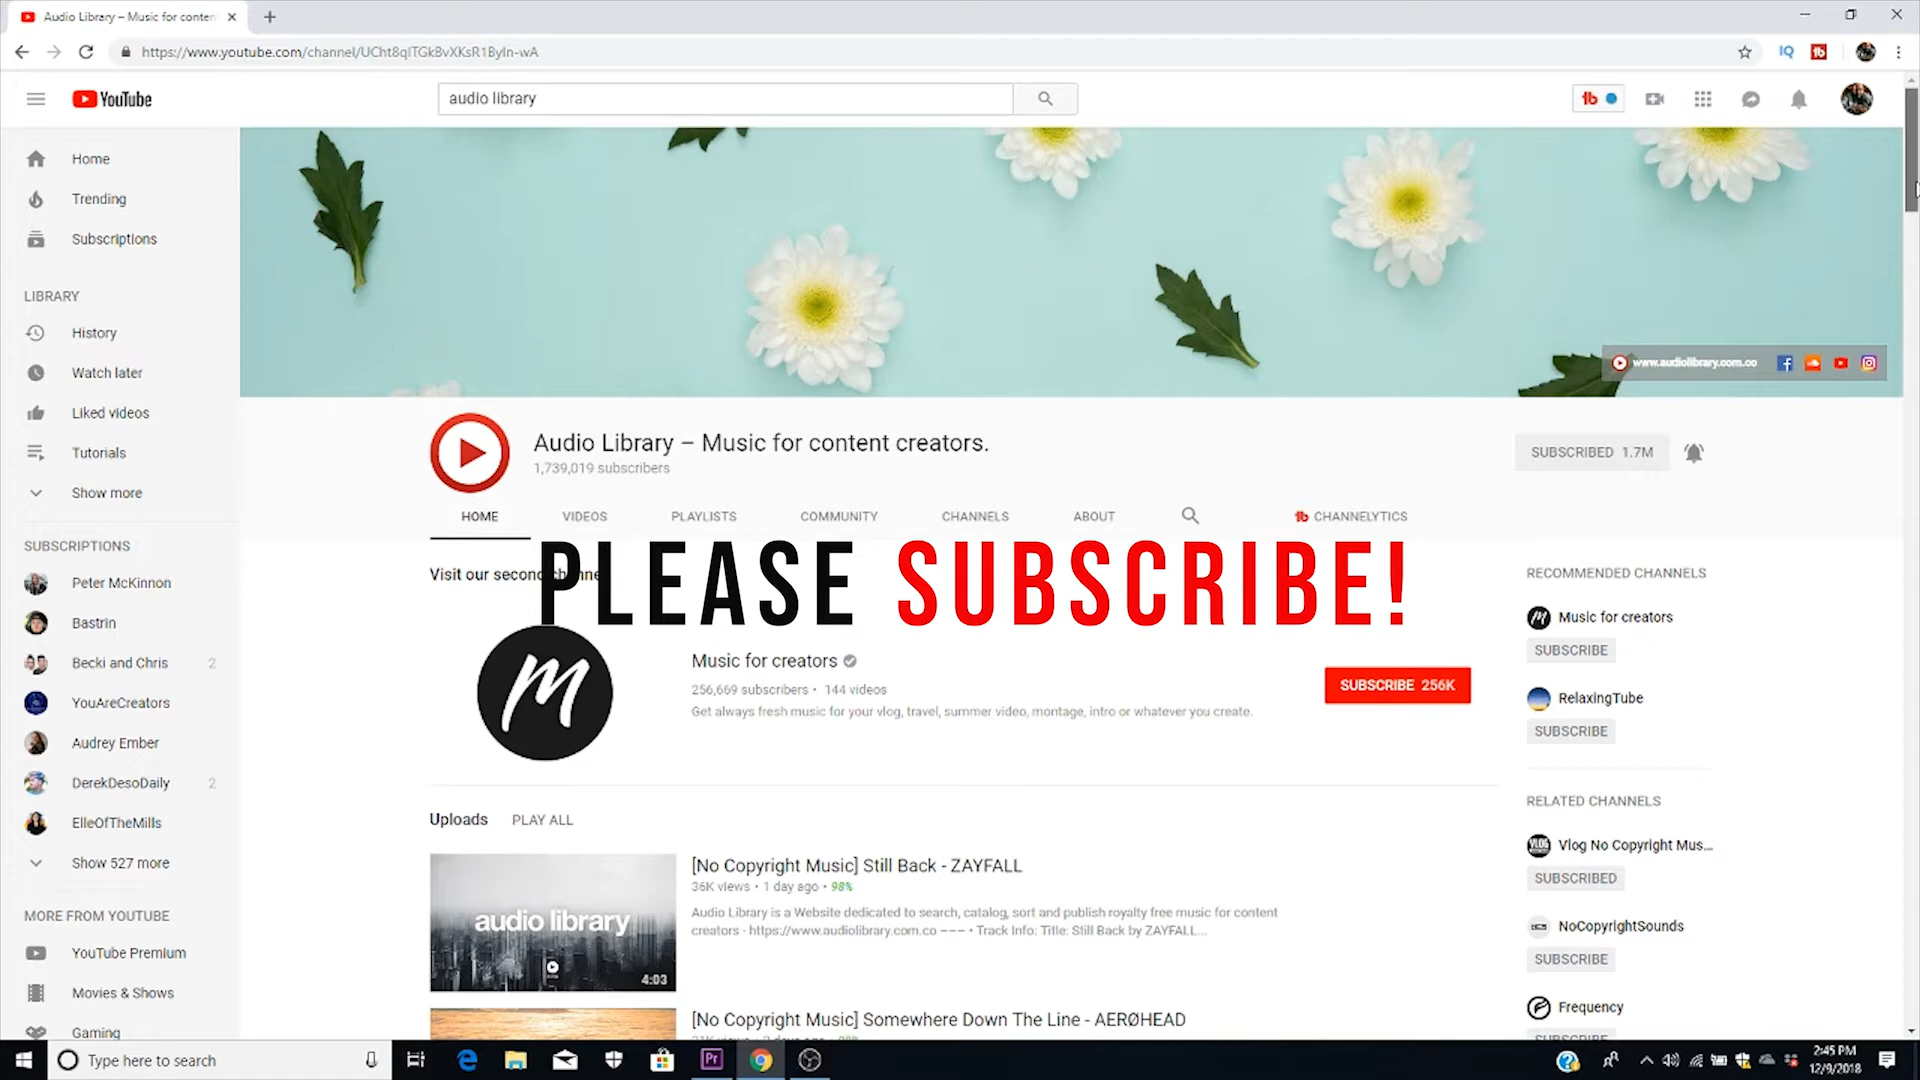 Audio Library – Music for conten
https://www.youtube.com/channel/UCht8qITGkBvXKsR1Byln-wA
IQ
YouTube
audio library
Home
Trending
Subscriptions
LIBRARY
History
Watch later
Liked videos
Tutorials
Show more
SUBSCRIPTIONS
Peter McKinnon
Bastrin
Becki and Chris 2
YouAreCreators
Audrey Ember
DerekDesoDaily 2
ElleOfTheMills
Show 527 more
MORE FROM YOUTUBE
YouTube Premium
Movies & Shows
Gaming
www.audiolibrary.com.co
Audio Library – Music for content creators.
1,739,019 subscribers
SUBSCRIBED 1.7M
HOME VIDEOS PLAYLISTS COMMUNITY CHANNELS ABOUT CHANNELYTICS
PLEASE SUBSCRIBE!
Visit our second channe
M
Music for creators
256,669 subscribers • 144 videos
Get always fresh music for your vlog, travel, summer video, montage, intro or whatever you create.
SUBSCRIBE 256K
Uploads PLAY ALL
audio library
4:03
[No Copyright Music] Still Back - ZAYFALL
36K views • 1 day ago • 98%
Audio Library is a Website dedicated to search, catalog, sort and publish royalty free music for content
creators - https://www.audiolibrary.com.co ––– • Track Info: Title: Still Back by ZAYFALL...
[No Copyright Music] Somewhere Down The Line - AERØHEAD
RECOMMENDED CHANNELS
Music for creators
SUBSCRIBE
RelaxingTube
SUBSCRIBE
RELATED CHANNELS
Vlog No Copyright Mus...
SUBSCRIBED
NoCopyrightSounds
SUBSCRIBE
Frequency
SUBSCRIBE
Type here to search
Pr
2:45 PM
12/9/2018